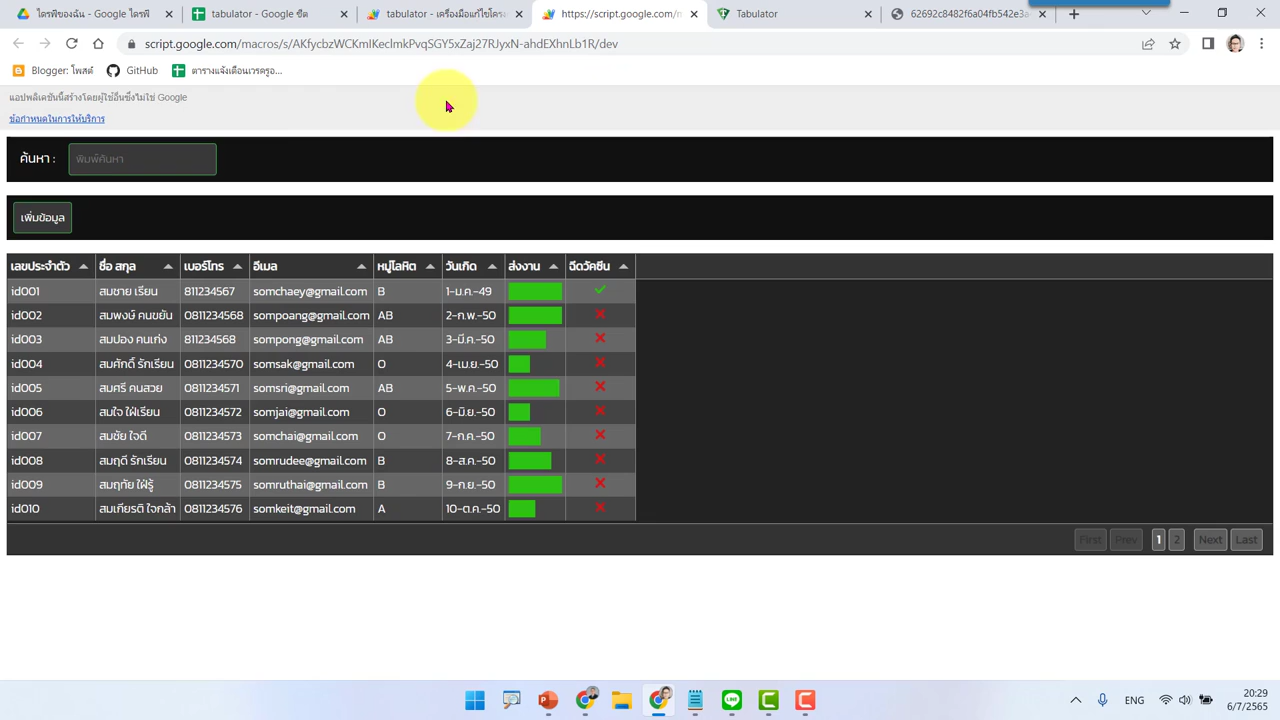 ไดรฟ์ของฉัน - Google ไดรฟ์
tabulator - Google ชีต
tabulator - เครื่องมือแก้ไขโครง
https://script.google.com/m
Tabulator
62692c8482f6a04fb542e3a
script.google.com/macros/s/AKfycbzWCKmIKeclmkPvqSGY5xZaj27RJyxN-ahdEXhnLb1R/dev
Blogger: โพสต์
GitHub
ตารางแจ้งเตือนเวรครูอ...
แอปพลิเคชันนี้สร้างโดยผู้ใช้อื่นซึ่งไม่ใช่ Google
ข้อกำหนดในการให้บริการ
ค้นหา : พิมพ์ค้นหา
เพิ่มข้อมูล
เลขประจำตัว ชื่อ สกุล เบอร์โทร อีเมล หมู่โลหิต วันเกิด ส่งงาน ฉีดวัคซีน
id001 สมชาย เรียน 811234567 somchaey@gmail.com B 1-ม.ค.-49
id002 สมพงษ์ คนขยัน 0811234568 sompoang@gmail.com AB 2-ก.พ.-50
id003 สมปอง คนเก่ง 811234568 sompong@gmail.com AB 3-มี.ค.-50
id004 สมศักดิ์ รักเรียน 0811234570 somsak@gmail.com O 4-เม.ย.-50
id005 สมศรี คนสวย 0811234571 somsri@gmail.com AB 5-พ.ค.-50
id006 สมใจ ใฝ่เรียน 0811234572 somjai@gmail.com O 6-มิ.ย.-50
id007 สมชัย ใจดี 0811234573 somchai@gmail.com O 7-ก.ค.-50
id008 สมฤดี รักเรียน 0811234574 somrudee@gmail.com B 8-ส.ค.-50
id009 สมฤทัย ใฝ่รู้ 0811234575 somruthai@gmail.com B 9-ก.ย.-50
id010 สมเกียรติ ใจกล้า 0811234576 somkeit@gmail.com A 10-ต.ค.-50
First Prev 1 2 Next Last
ENG
20:29
6/7/2565